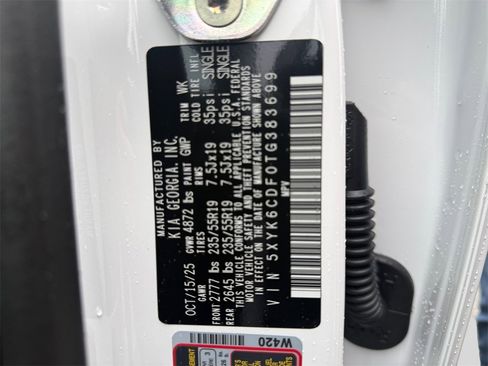 MANUFACTURED BY
KIA GEORGIA, INC.
OCT/15/25 GVWR 4872 lbs PAINT GWP TRIM WK
GAWR TIRES RIMS COLD TIRE INFL
FRONT 2777 lbs 235/55R19 7.5Jx19 35psi SINGLE
REAR 2645 lbs 235/55R19 7.5Jx19 35psi SINGLE
THIS VEHICLE CONFORMS TO ALL APPLICABLE U.S.A. FEDERAL
MOTOR VEHICLE SAFETY, BUMPER AND THEFT PREVENTION STANDARDS
IN EFFECT ON THE DATE OF MANUFACTURE SHOWN ABOVE.
VIN 5XYK6CDF0TG383699
MPV
W420